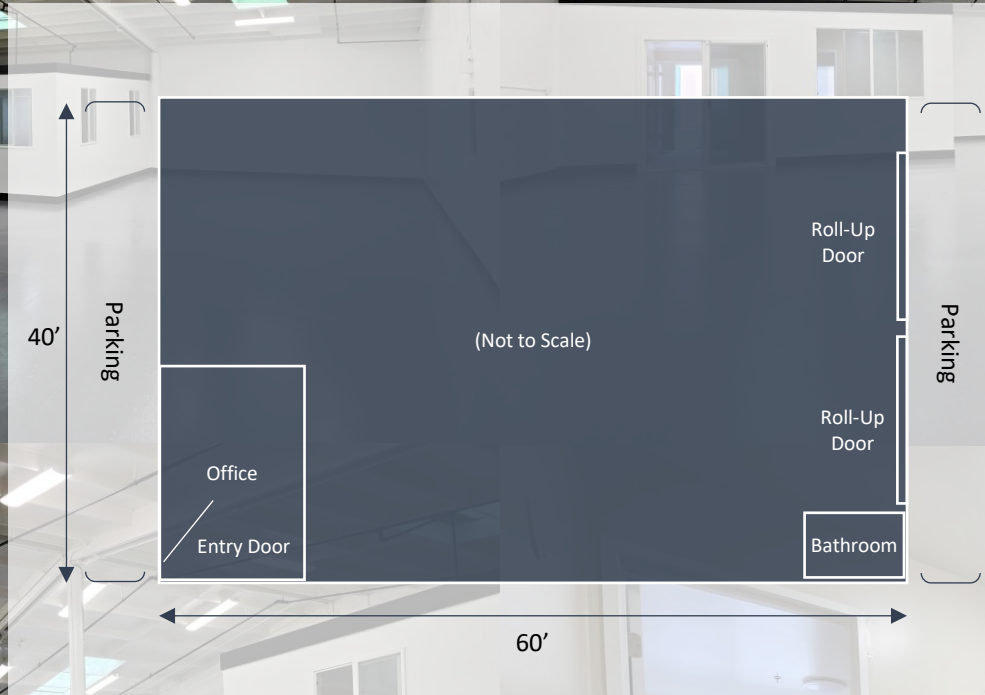 Roll-Up
Door
Parking
40’
Parking
(Not to Scale)
Roll-Up
Door
Office
Entry Door
Bathroom
60’